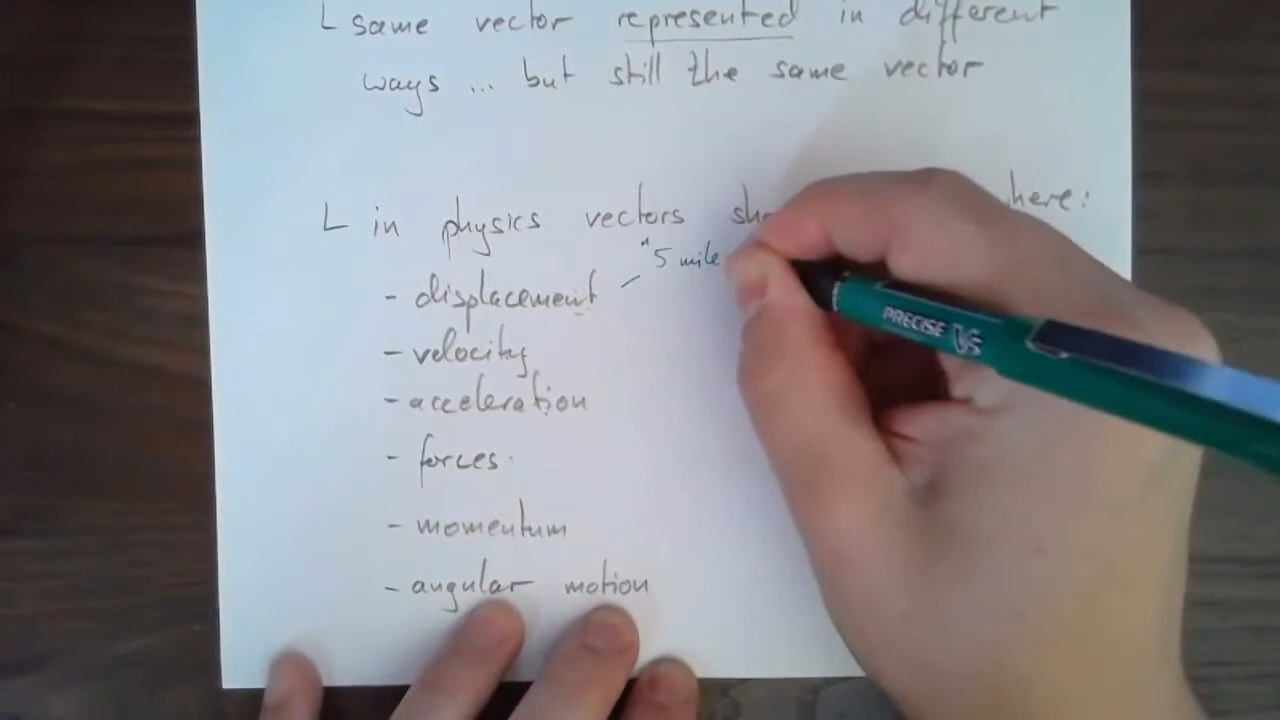 └ same vector represented in different
ways ... but still the same vector
└ in physics vectors here:
"5 mile
- displacement
- velocity
- acceleration
- forces
- momentum
- angular motion
PRECISE V5